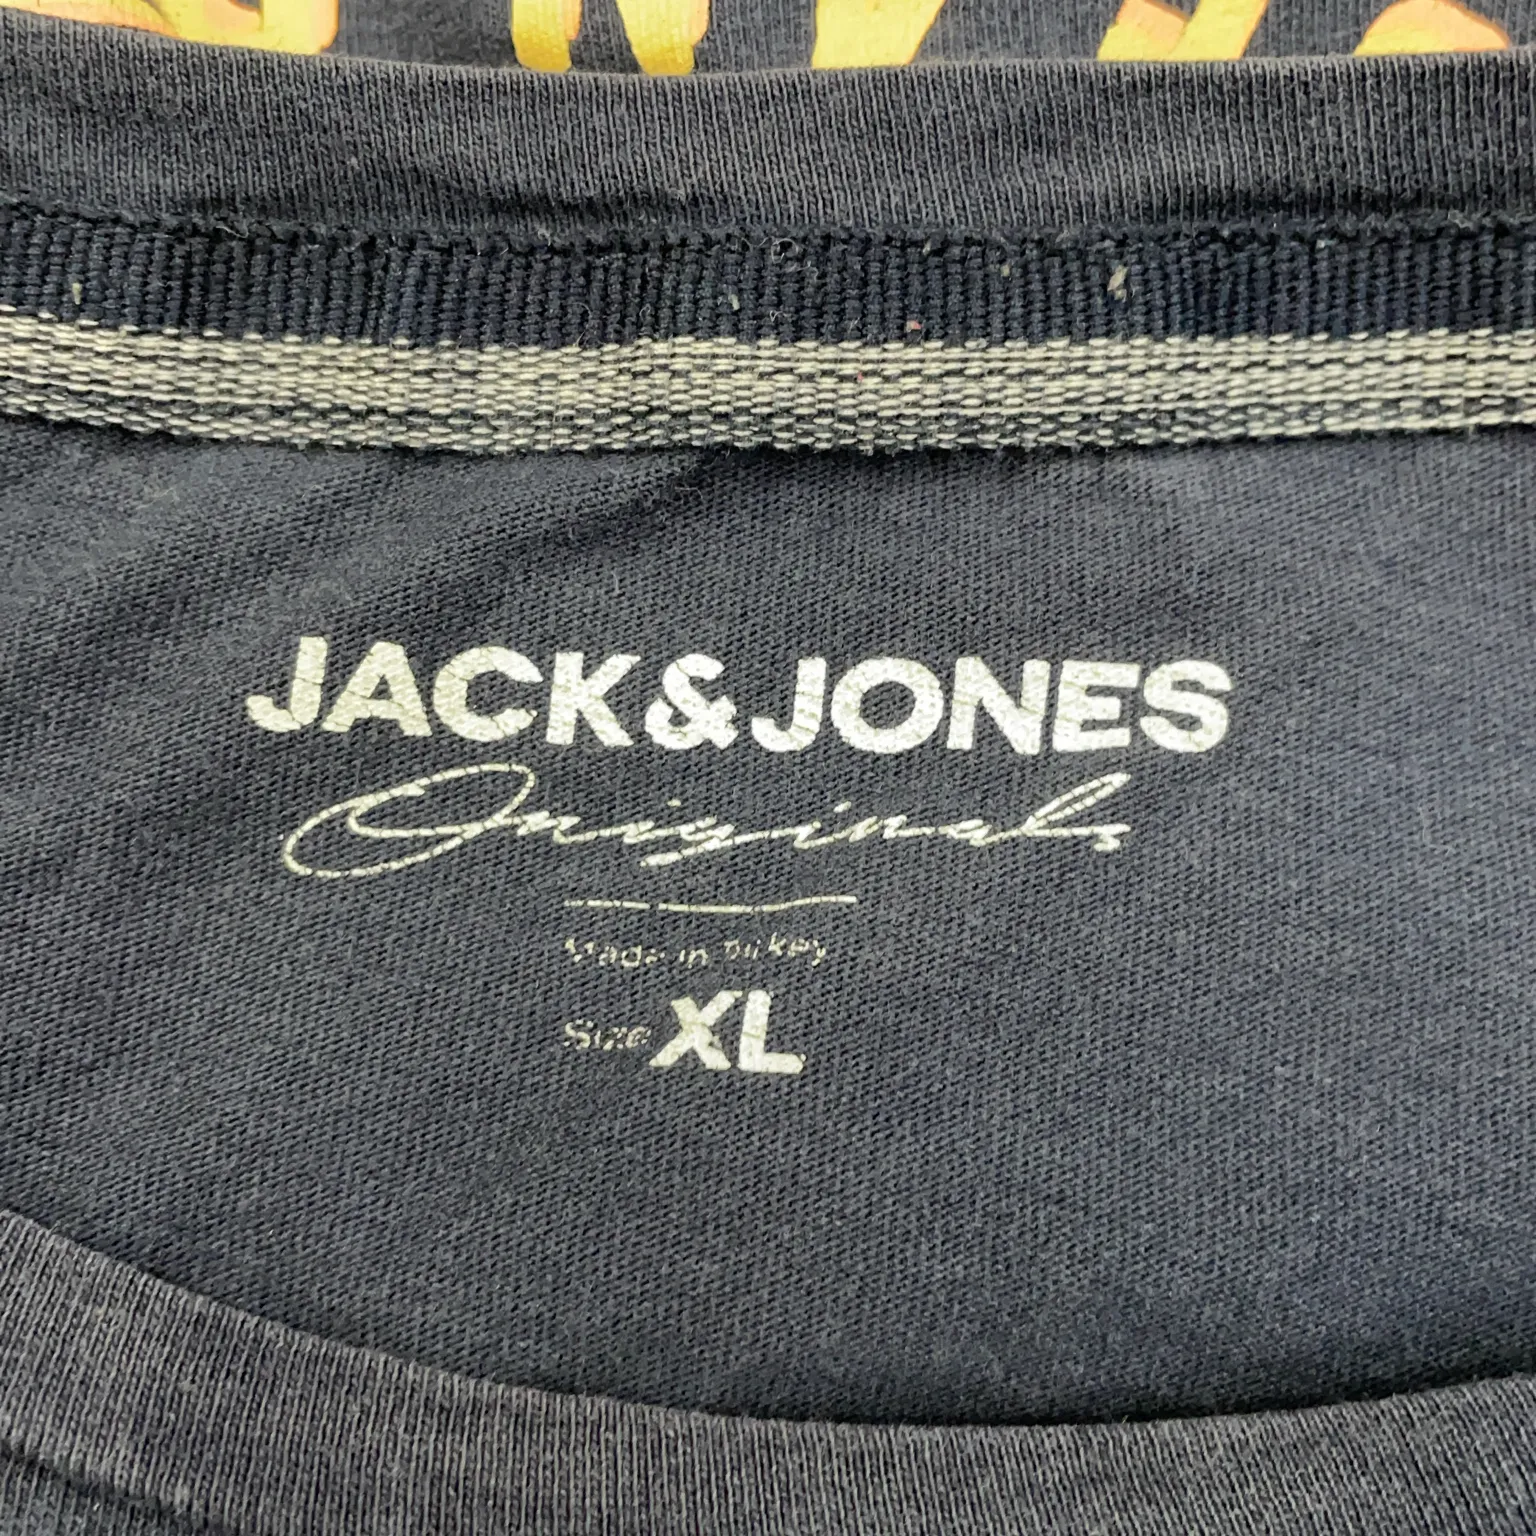 JACK&JONES
Originals
Made in Turkey
Size XL